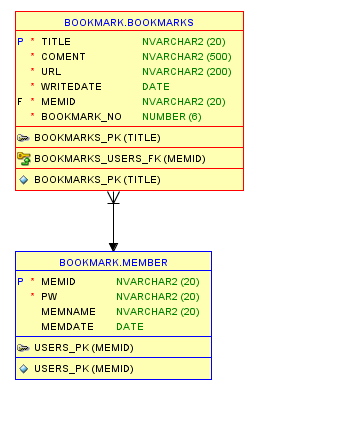 BOOKMARK.BOOKMARKS
P * TITLE NVARCHAR2 (20)
* COMENT NVARCHAR2 (500)
* URL NVARCHAR2 (200)
* WRITEDATE DATE
F * MEMID NVARCHAR2 (20)
* BOOKMARK_NO NUMBER (6)
BOOKMARKS_PK (TITLE)
BOOKMARKS_USERS_FK (MEMID)
BOOKMARKS_PK (TITLE)
BOOKMARK.MEMBER
P * MEMID NVARCHAR2 (20)
* PW NVARCHAR2 (20)
MEMNAME NVARCHAR2 (20)
MEMDATE DATE
USERS_PK (MEMID)
USERS_PK (MEMID)